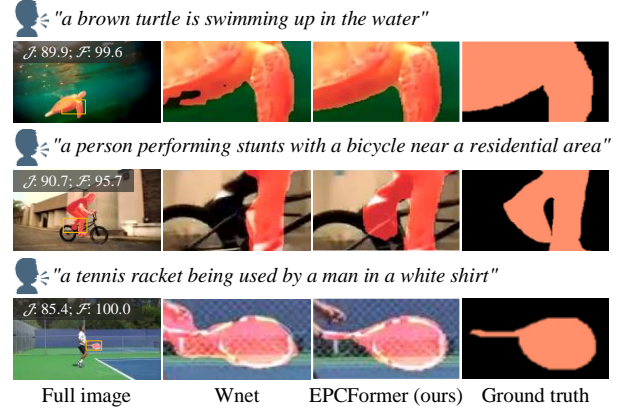 "a brown turtle is swimming up in the water"
𝒥: 89.9; ℱ: 99.6
"a person performing stunts with a bicycle near a residential area"
𝒥: 90.7; ℱ: 95.7
"a tennis racket being used by a man in a white shirt"
𝒥: 85.4; ℱ: 100.0
Full image Wnet EPCFormer (ours) Ground truth